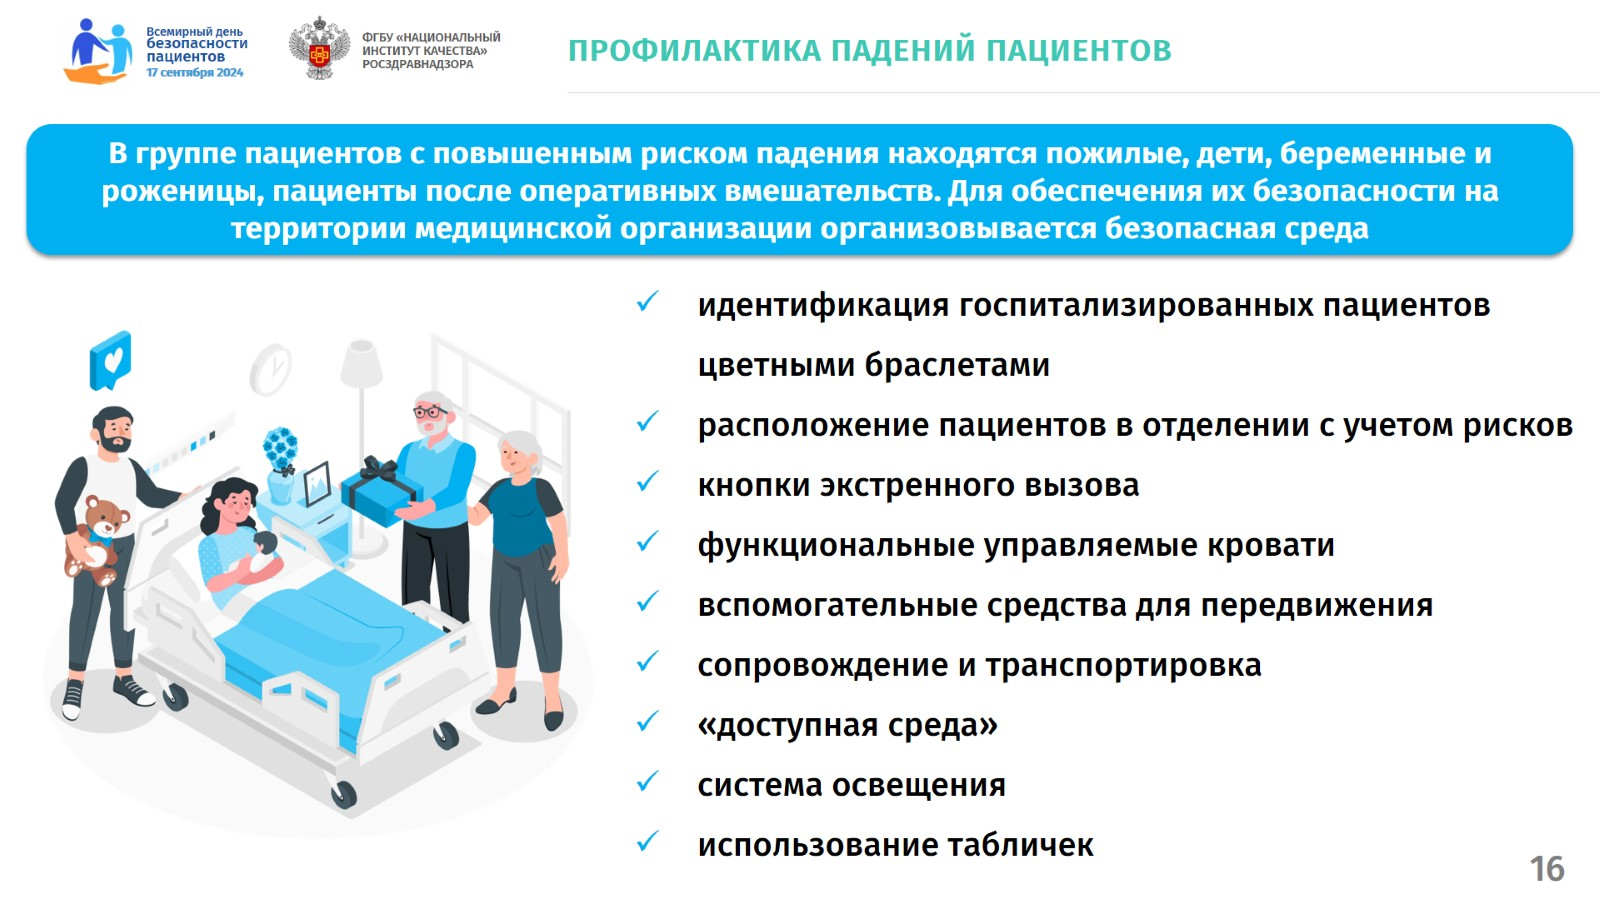 Всемирный день
безопасности
пациентов
17 сентября 2024
ФГБУ «НАЦИОНАЛЬНЫЙ
ИНСТИТУТ КАЧЕСТВА»
РОСЗДРАВНАДЗОРА
ПРОФИЛАКТИКА ПАДЕНИЙ ПАЦИЕНТОВ
В группе пациентов с повышенным риском падения находятся пожилые, дети, беременные и
роженицы, пациенты после оперативных вмешательств. Для обеспечения их безопасности на
территории медицинской организации организовывается безопасная среда
✓ идентификация госпитализированных пациентов
цветными браслетами
✓ расположение пациентов в отделении с учетом рисков
✓ кнопки экстренного вызова
✓ функциональные управляемые кровати
✓ вспомогательные средства для передвижения
✓ сопровождение и транспортировка
✓ «доступная среда»
✓ система освещения
✓ использование табличек
16